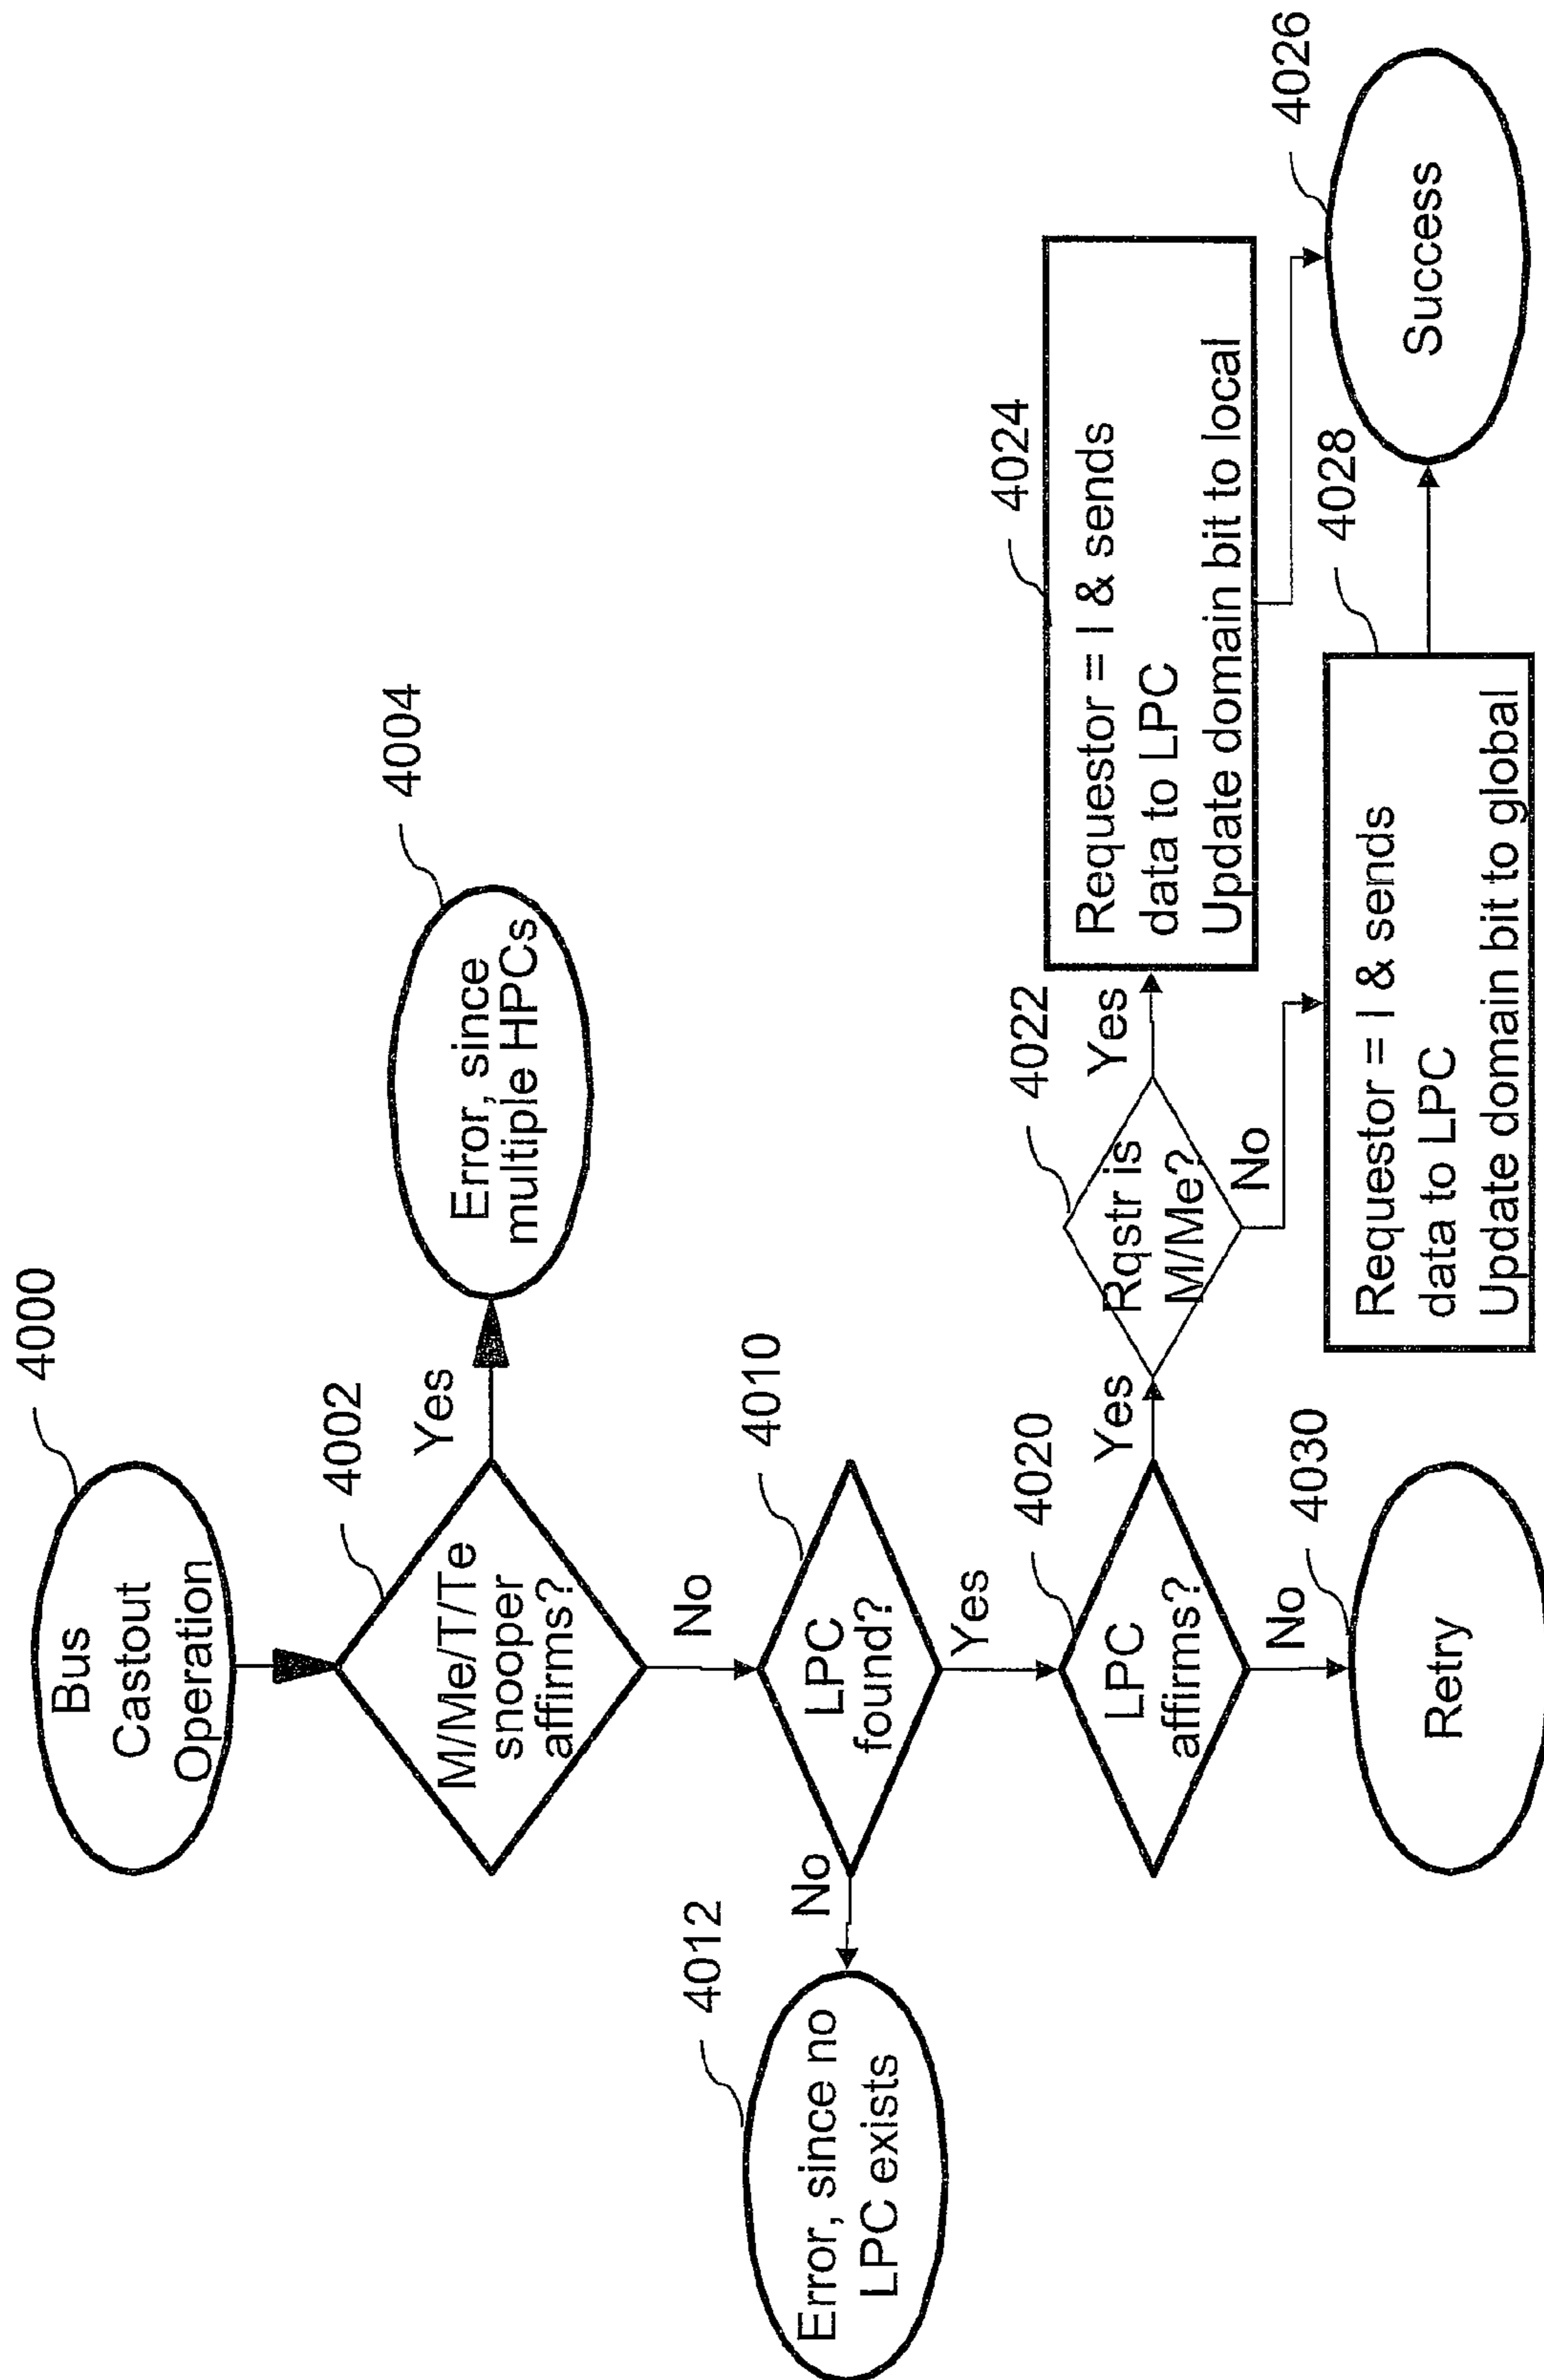 4000
Bus
Castout
Operation
4002
M/Me/T/Te
snooper
affirms?
Yes
4004
Error, since
multiple HPCs
No
4010
LPC
found?
No
4012
Error, since no
LPC exists
Yes
4020
LPC
affirms?
Yes
4022
Rqstr is
M/Me?
Yes
4024
Requestor = I & sends
data to LPC
Update domain bit to local
4026
Success
No
4028
Requestor = I & sends
data to LPC
Update domain bit to global
No
4030
Retry